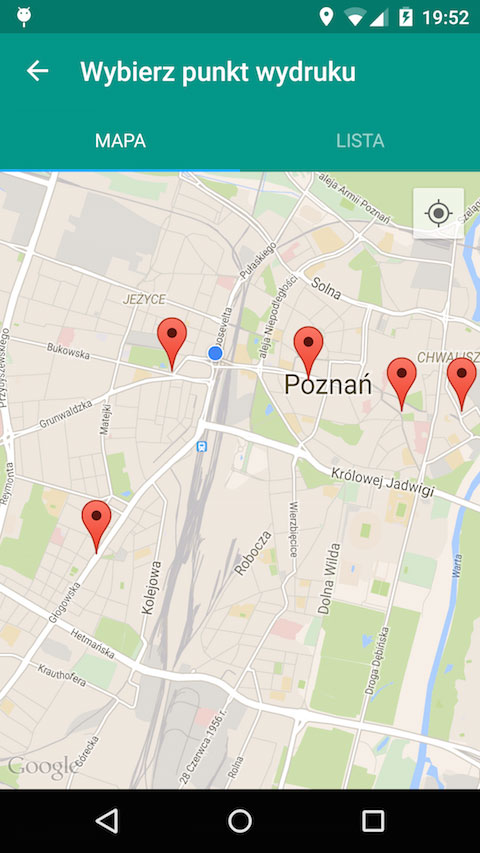 19:52
Wybierz punkt wydruku
MAPA
LISTA
aleja Armii Poznań
Pułaskiego
aleja Niepodległości
Solna
JEŻYCE
Bukowska
CHWALISZ
Przybyszewskiego
Poznań
Grunwaldzka
Matejki
Reymonta
Królowej Jadwigi
Wierzbięcice
Robocza
Dolna Wilda
Warta
Kolejowa
Głogowska
Hetmańska
Droga Dębińska
Krauthofera
28 Czerwca 1956 r.
Rolna
Górecka
Google